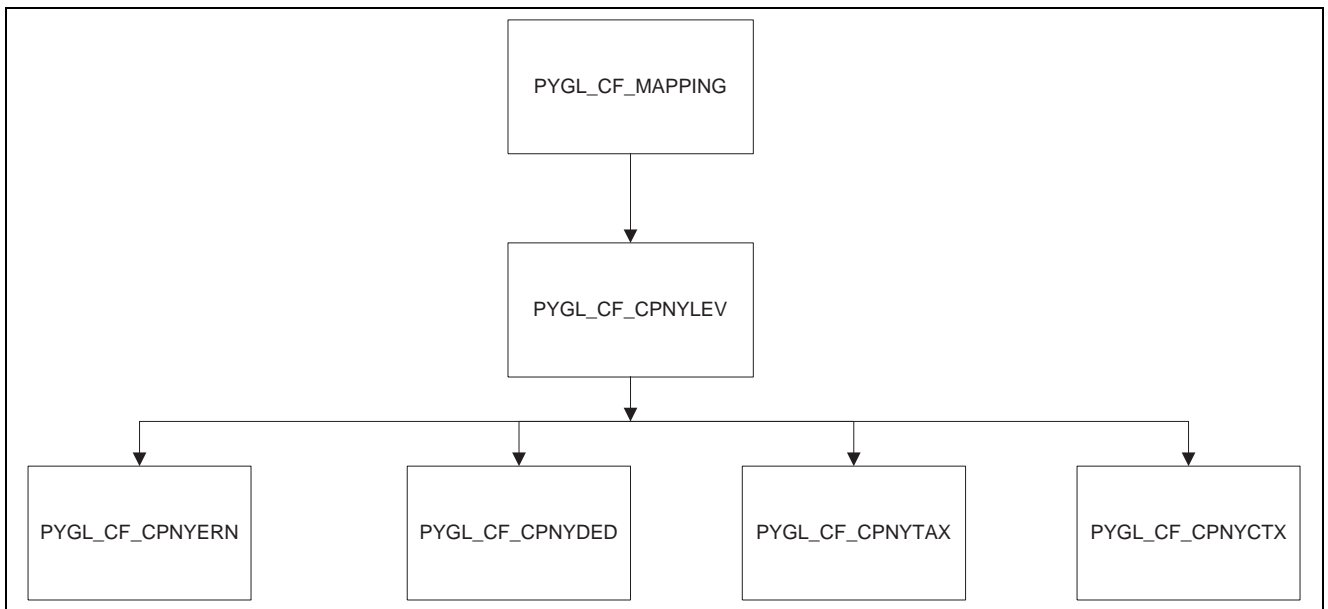 PYGL_CF_MAPPING
PYGL_CF_CPNYLEV
PYGL_CF_CPNYERN
PYGL_CF_CPNYDED
PYGL_CF_CPNYTAX
PYGL_CF_CPNYCTX